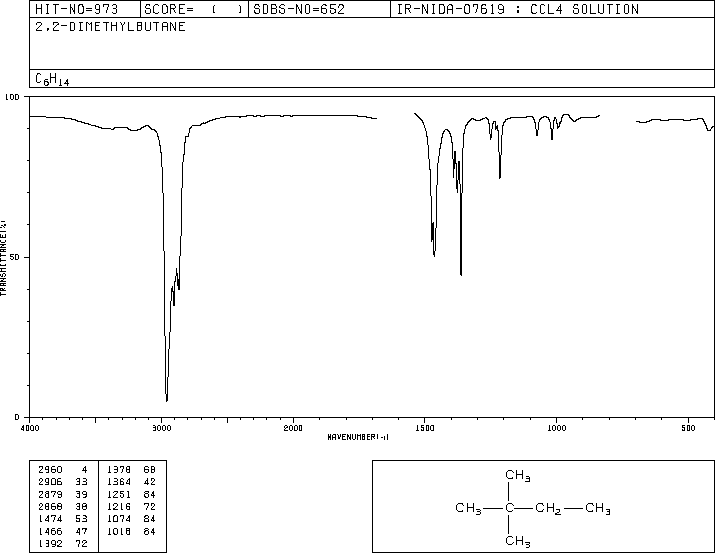 HIT-NO=973 SCORE= ( ) SDBS-NO=652 IR-NIDA-07619 : CCL4 SOLUTION
2,2-DIMETHYLBUTANE
C6H14
100
50
0
TRANSMITTANCE(%)
4000 3000 2000 1500 1000 500
WAVENUMBER(-1)
2960 4 1378 68
2906 33 1364 42
2879 39 1251 84
2868 38 1216 72
1474 53 1074 84
1466 47 1018 84
1392 72
CH3
CH3 C CH2 CH3
CH3